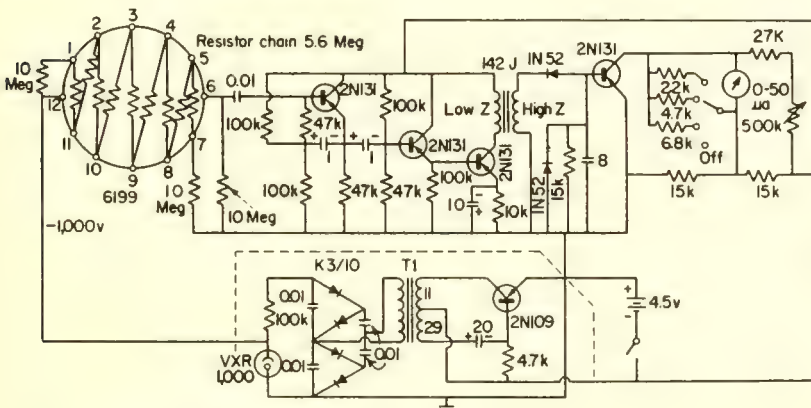 1
2
3
4
5
6
7
8
9
10
11
12
6199
Resistor chain 5.6 Meg
10 Meg
10 Meg
10 Meg
-1,000v
0.01
100k
47k
100k
1
1
2N131
47k
100k
47k
2N131
100k
2N131
10
10k
Low Z
142 J
High Z
1N52
1N52
15k
8
2N131
22k
4.7k
6.8k
Off
27K
0-50 μa
500k
15k
15k
K3/10
T1
0.01
100k
0.01
0.01
VXR 1,000
11
29
20
2N109
4.7k
+
-
4.5v